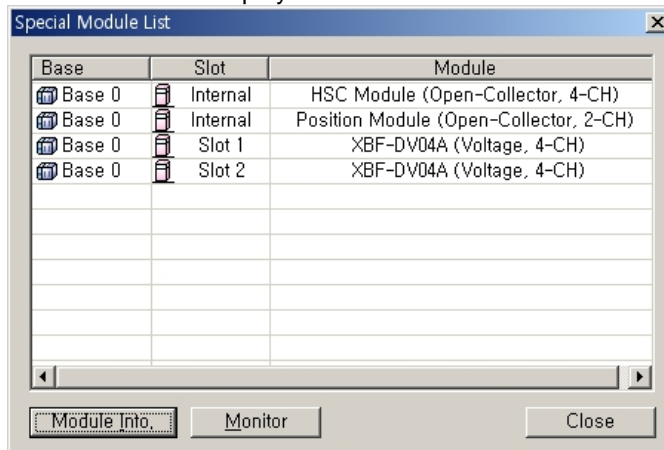 Special Module List
Base Slot Module
Base 0 Internal HSC Module (Open-Collector, 4-CH)
Base 0 Internal Position Module (Open-Collector, 2-CH)
Base 0 Slot 1 XBF-DV04A (Voltage, 4-CH)
Base 0 Slot 2 XBF-DV04A (Voltage, 4-CH)
Module Into, Monitor Close